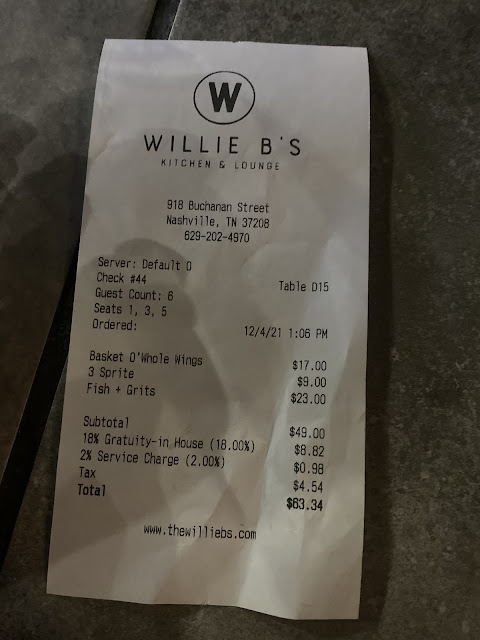 W
WILLIE B'S
KITCHEN & LOUNGE
918 Buchanan Street
Nashville, TN 37208
629-202-4970
Server: Default D
Check #44 Table D15
Guest Count: 6
Seats 1, 3, 5
Ordered: 12/4/21 1:06 PM
Basket O'Whole Wings $17.00
3 Sprite $9.00
Fish + Grits $23.00
Subtotal $49.00
18% Gratuity-in House (18.00%) $8.82
2% Service Charge (2.00%) $0.98
Tax $4.54
Total $63.34
www.thewilliebs.com